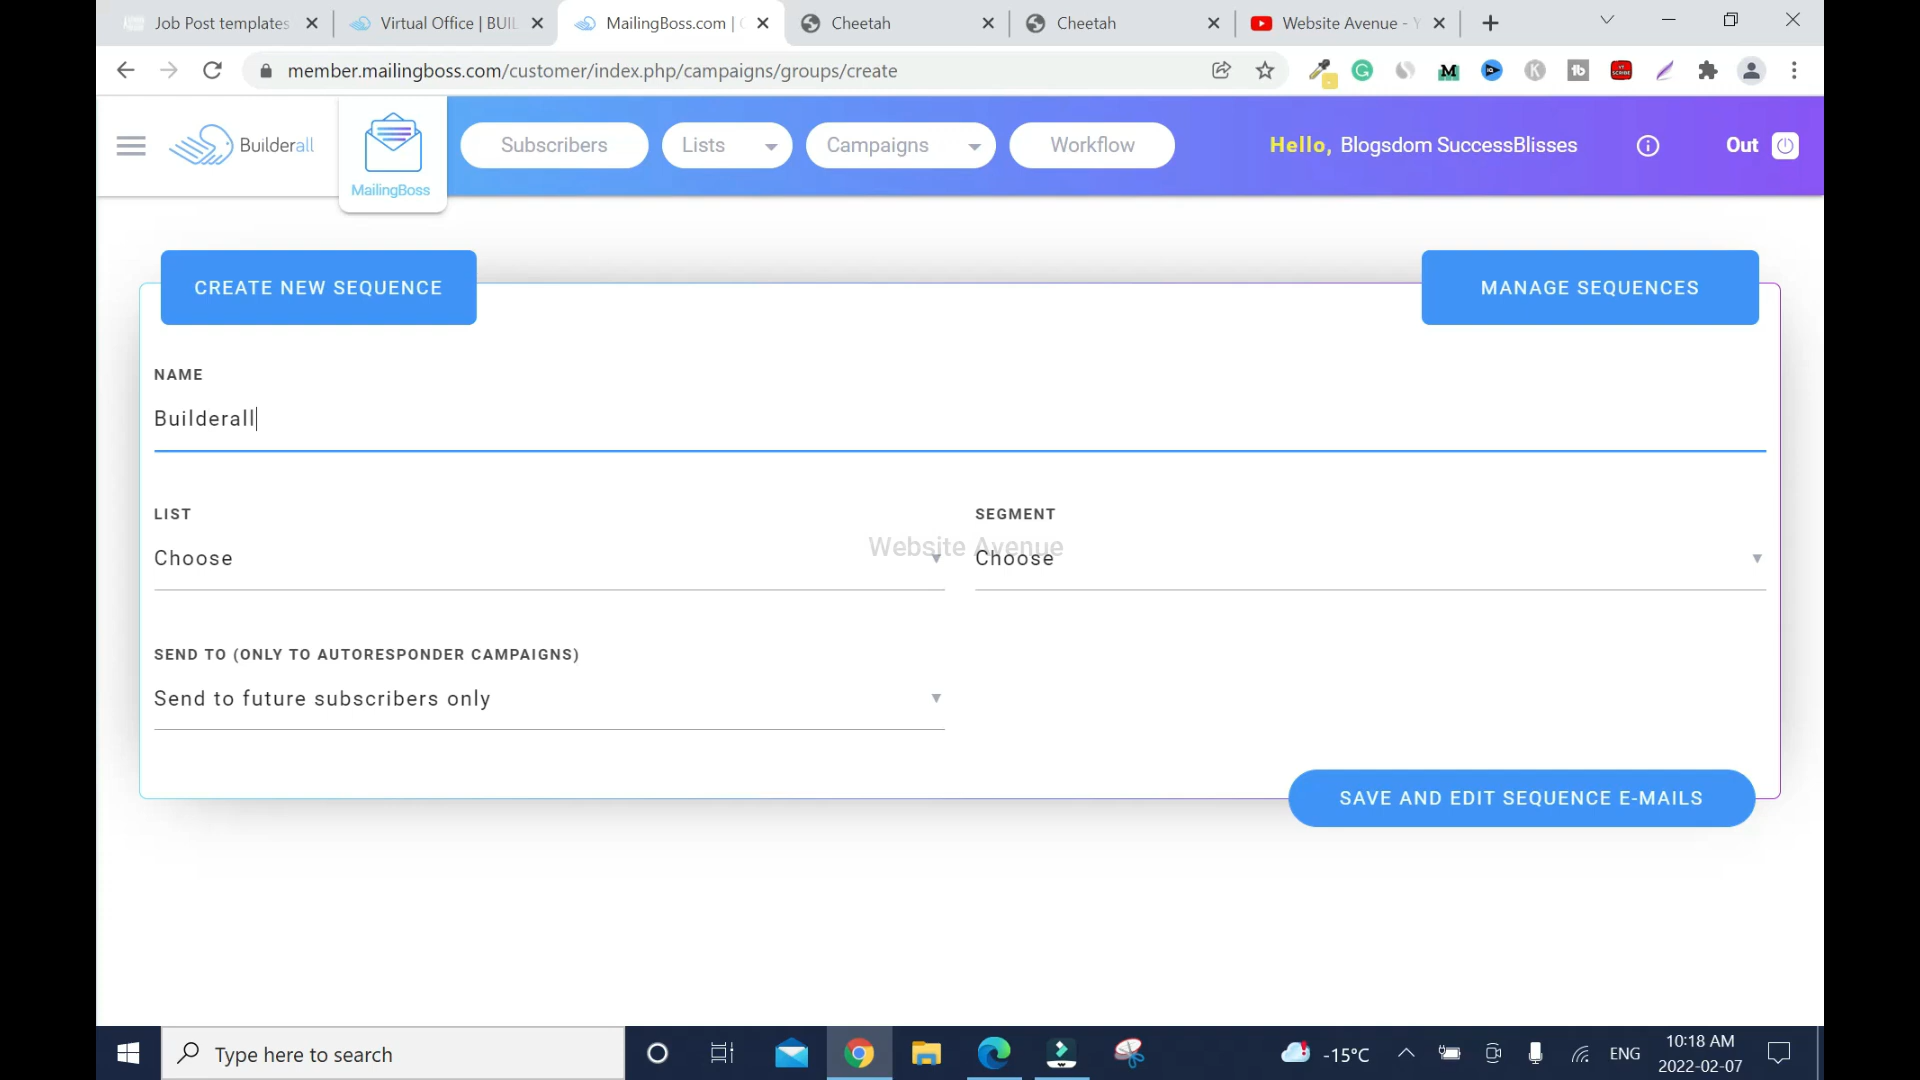 Job Post templates
Virtual Office | BUIL
MailingBoss.com |
Cheetah
Cheetah
Website Avenue - Y
member.mailingboss.com/customer/index.php/campaigns/groups/create
Builderall
MailingBoss
Subscribers
Lists
Campaigns
Workflow
Hello, Blogsdom SuccessBlisses
Out
CREATE NEW SEQUENCE
MANAGE SEQUENCES
NAME
Builderall
LIST
SEGMENT
Website Avenue
Choose
Choose
SEND TO (ONLY TO AUTORESPONDER CAMPAIGNS)
Send to future subscribers only
SAVE AND EDIT SEQUENCE E-MAILS
Type here to search
-15°C
ENG
10:18 AM
2022-02-07